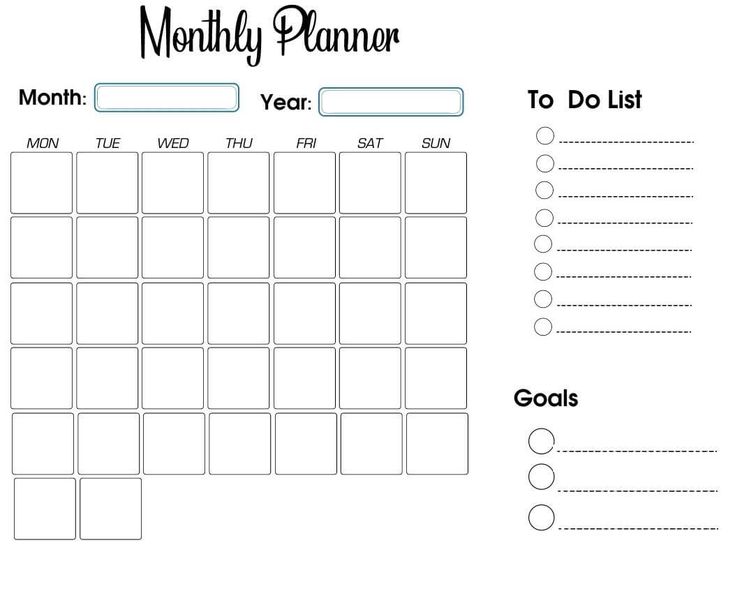 Monthly Planner
Month:
Year:
MON TUE WED THU FRI SAT SUN
To Do List
Goals